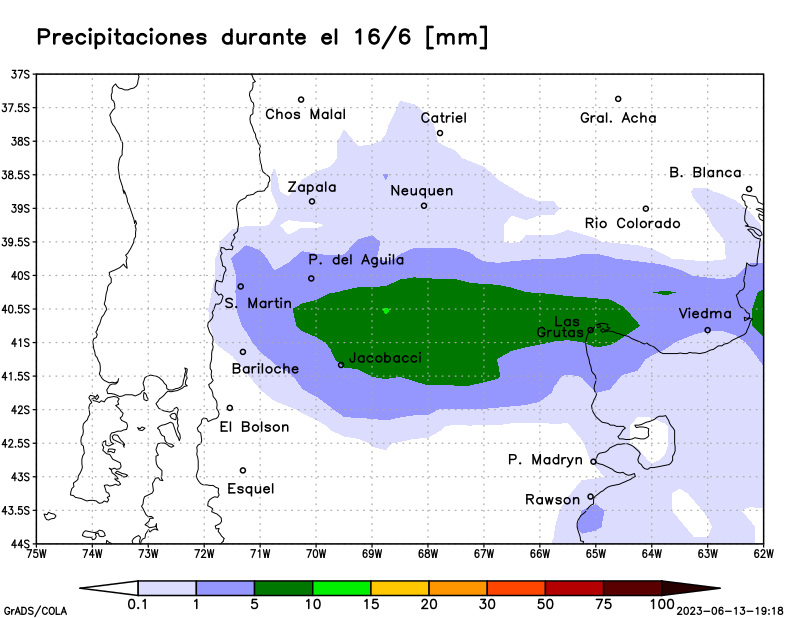 Precipitaciones durante el 16/6 [mm]
37S
37.5S
38S
38.5S
39S
39.5S
40S
40.5S
41S
41.5S
42S
42.5S
43S
43.5S
44S
Chos Malal
Catriel
Gral. Acha
B. Blanca
Zapala
Neuquen
Rio Colorado
P. del Aguila
S. Martin
Viedma
Las
Grutas
Jacobacci
Bariloche
El Bolson
P. Madryn
Esquel
Rawson
75W 74W 73W 72W 71W 70W 69W 68W 67W 66W 65W 64W 63W 62W
0.1 1 5 10 15 20 30 50 75 100
GrADS/COLA
2023-06-13-19:18